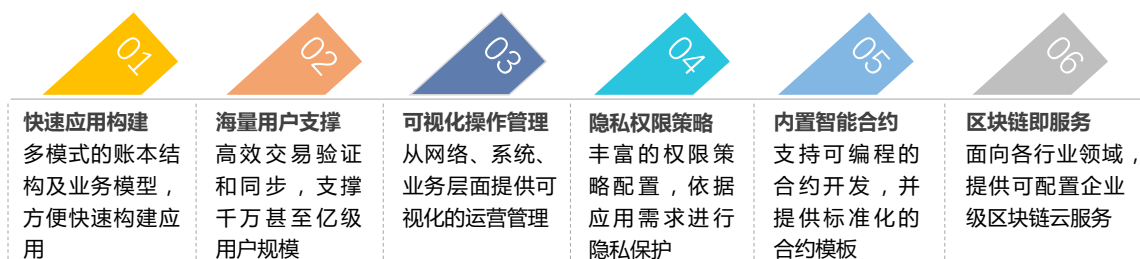 01
快速应用构建
多模式的账本结
构及业务模型，
方便快速构建应
用
02
海量用户支撑
高效交易验证
和同步，支撑
千万甚至亿级
用户规模
03
可视化操作管理
从网络、系统、
业务层面提供可
视化的运营管理
04
隐私权限策略
丰富的权限策
略配置，依据
应用需求进行
隐私保护
05
内置智能合约
支持可编程的
合约开发，并
提供标准化的
合约模板
06
区块链即服务
面向各行业领域，
提供可配置企业
级区块链云服务